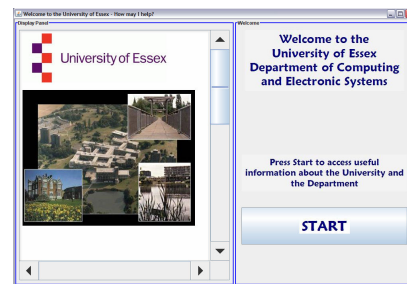 Welcome to the University of Essex - How may I help?
Display Panel
University of Essex
Welcome
Welcome to the
University of Essex
Department of Computing
and Electronic Systems
Press Start to access useful
information about the University and
the Department
START